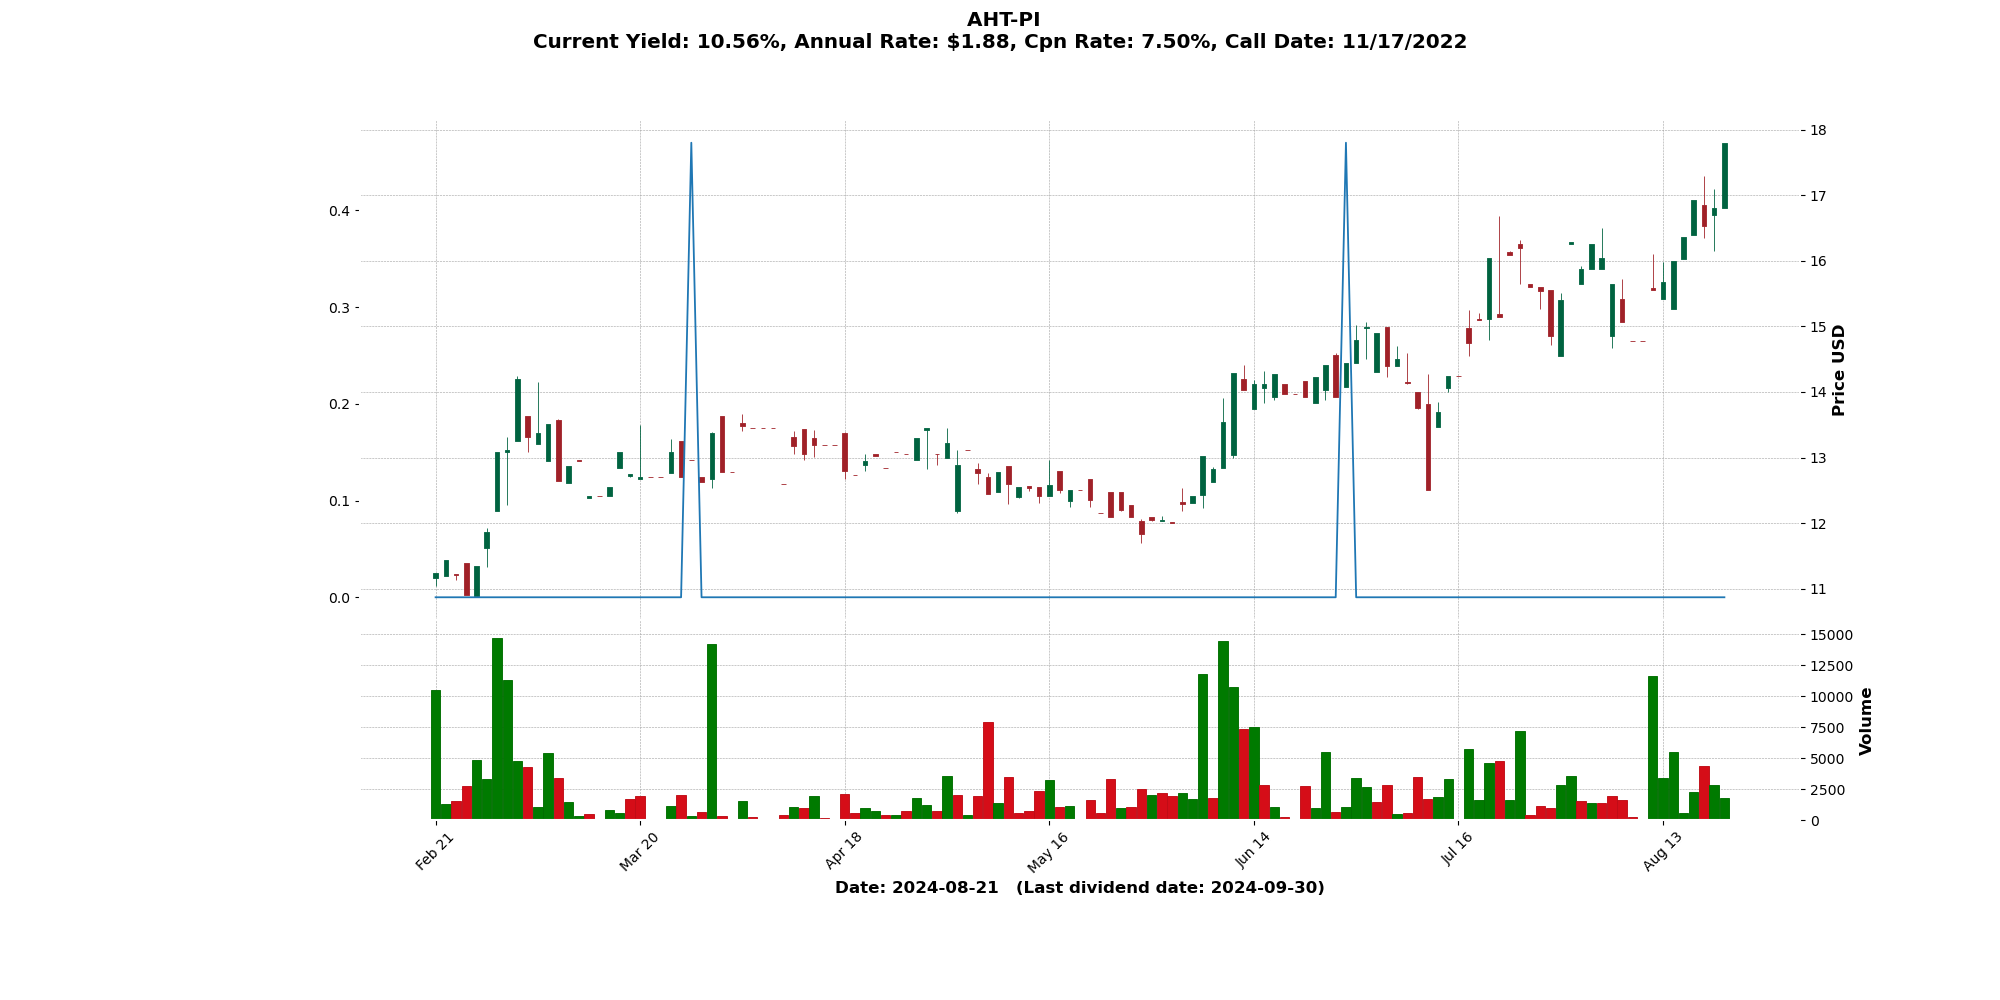 AHT-PI
Current Yield: 10.56%, Annual Rate: $1.88, Cpn Rate: 7.50%, Call Date: 11/17/2022
0.4
0.3
0.2
0.1
0.0
18
17
16
15
14
13
12
11
Price USD
15000
12500
10000
7500
5000
2500
0
Volume
Feb 21
Mar 20
Apr 18
May 16
Jun 14
Jul 16
Aug 13
Date: 2024-08-21 (Last dividend date: 2024-09-30)